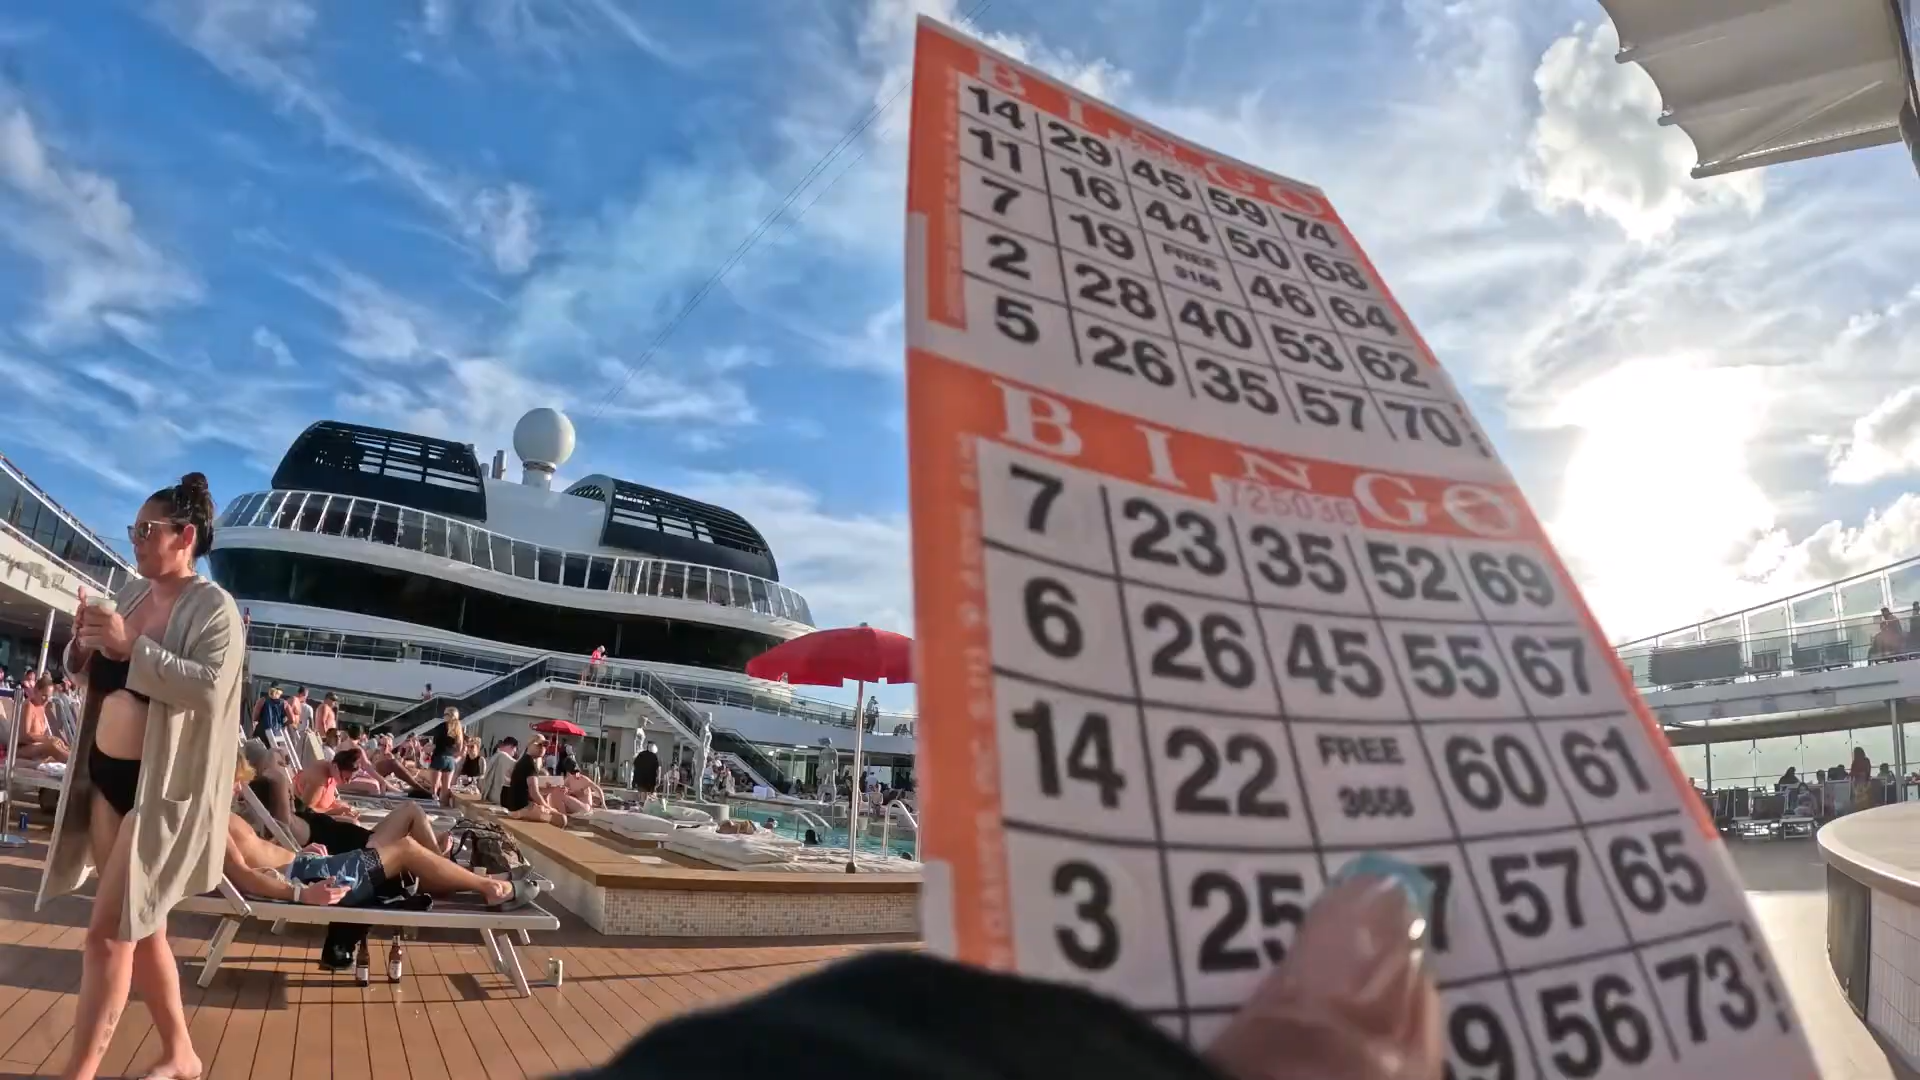 B I N G O
14 29 45 59 74
11 16 44 50 68
7 19 FREE 46 64
2 28 40 53 62
5 26 35 57 70
B I N G O
725036
7 23 35 52 69
6 26 45 55 67
14 22 FREE 3658 60 61
3 25 57 65
56 73